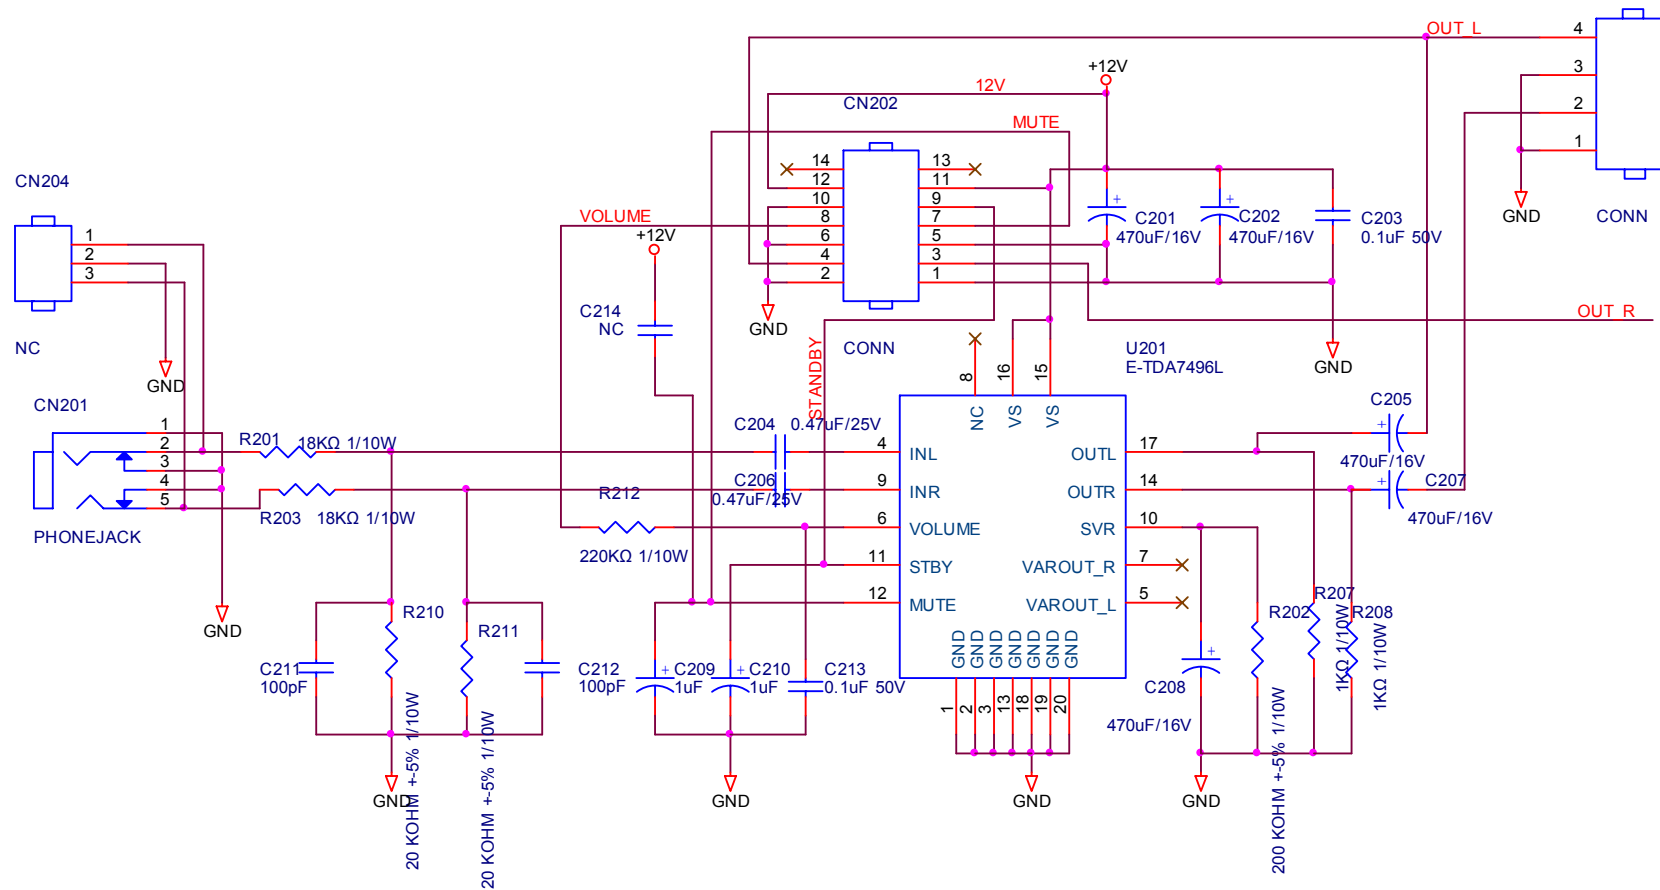 OUT_L
4
3
2
1
GND
CONN
+12V
12V
CN202
MUTE
14
12
10
8
6
4
2
13
11
9
7
5
3
1
C201
470uF/16V
C202
470uF/16V
C203
0.1uF 50V
CN204
1
2
3
NC
GND
VOLUME
+12V
C214
NC
GND
CONN
STANDBY
OUT_R
GND
U201
E-TDA7496L
CN201
1
2
3
4
5
PHONEJACK
R201
18KΩ 1/10W
R203
18KΩ 1/10W
GND
C204
0.47uF/25V
C206
0.47uF/25V
R212
220KΩ 1/10W
8
16
15
NC
VS
VS
4
INL
9
INR
6
VOLUME
11
STBY
12
MUTE
OUTL
17
OUTR
14
SVR
10
VAROUT_R
7
VAROUT_L
5
GND
GND
GND
GND
GND
GND
1
2
3
13
18
19
20
GND
C205
470uF/16V
C207
470uF/16V
R210
20 KOHM +-5% 1/10W
R211
20 KOHM +-5% 1/10W
C211
100pF
C212
100pF
GND
C209
1uF
C210
1uF
C213
0.1uF 50V
GND
C208
470uF/16V
GND
R202
200 KOHM +-5% 1/10W
R207
1KΩ 1/10W
R208
1KΩ 1/10W